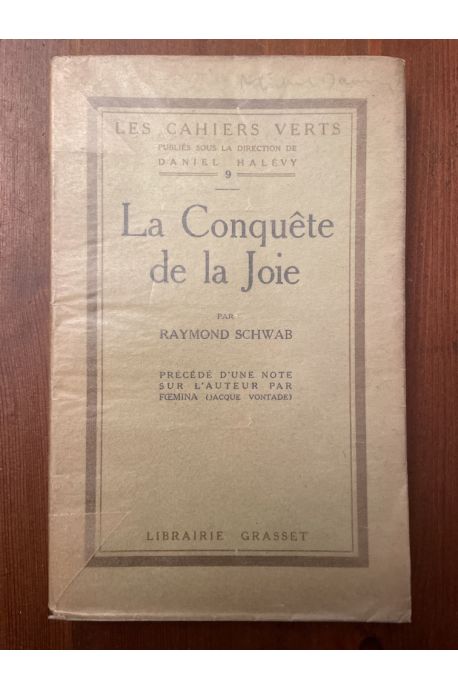 LES CAHIERS VERTS
PUBLIÉS SOUS LA DIRECTION DE
DANIEL HALÉVY
9
La Conquête
de la Joie
PAR
RAYMOND SCHWAB
PRÉCÉDÉ D'UNE NOTE
SUR L'AUTEUR PAR
FŒMINA (JACQUE VONTADE)
LIBRAIRIE GRASSET